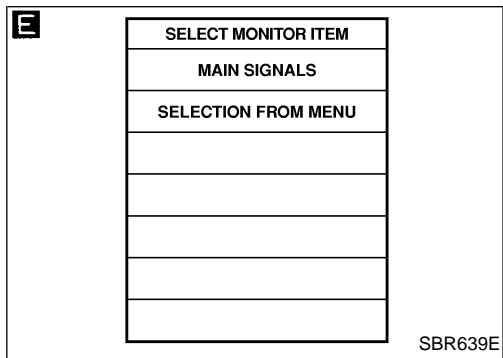 E
SELECT MONITOR ITEM
MAIN SIGNALS
SELECTION FROM MENU
SBR639E